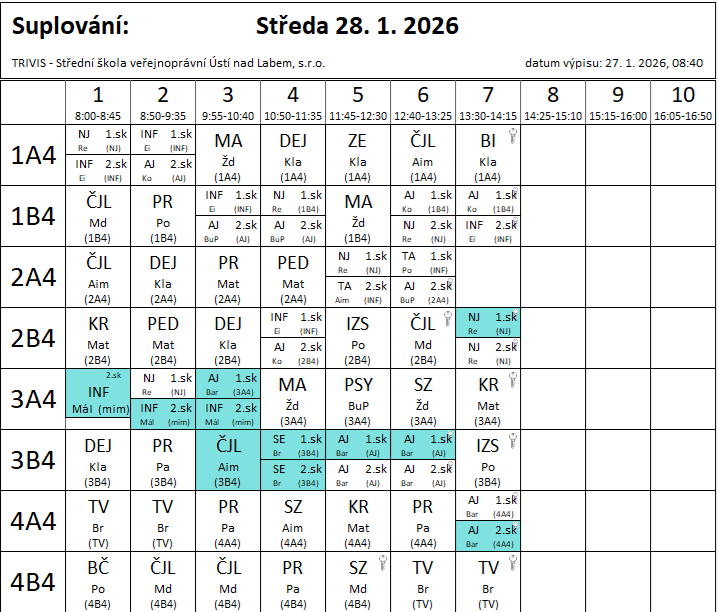 Suplování: Středa 28. 1. 2026
TRIVIS - Střední škola veřejnoprávní Ústí nad Labem, s.r.o. datum výpisu: 27. 1. 2026, 08:40
1 2 3 4 5 6 7 8 9 10
8:00-8:45 8:50-9:35 9:55-10:40 10:50-11:35 11:45-12:30 12:40-13:25 13:30-14:15 14:25-15:10 15:15-16:00 16:05-16:50
1A4
NJ 1.sk INF 1.sk MA DEJ ZE ČJL BI
Re (NJ) Ei (INF) Žd Kla Kla Aim Kla
INF 2.sk AJ 2.sk
Ei (INF) Ko (AJ) (1A4) (1A4) (1A4) (1A4) (1A4)
1B4
ČJL PR INF 1.sk NJ 1.sk MA AJ 1.sk AJ 1.sk
Ei (INF) Re (1B4) Ko (1B4) Ko (1B4)
Md Po AJ 2.sk AJ 2.sk Žd NJ 2.sk INF 2.sk
(1B4) (1B4) BuP (AJ) BuP (AJ) (1B4) Re (NJ) Ei (INF)
2A4
ČJL DEJ PR PED NJ 1.sk TA 1.sk
Re (NJ) Po (INF)
Aim Kla Mat Mat TA 2.sk AJ 2.sk
(2A4) (2A4) (2A4) (2A4) Aim (INF) BuP (2A4)
2B4
KR PED DEJ INF 1.sk IZS ČJL NJ 1.sk
Ei (INF) Re (NJ)
Mat Mat Kla AJ 2.sk Po Md NJ 2.sk
(2B4) (2B4) (2B4) Ko (2B4) (2B4) (2B4) Re (NJ)
3A4
2.sk NJ 1.sk AJ 1.sk MA PSY SZ KR
INF Re (NJ) Bar (3A4)
Mál (mim) INF 2.sk INF 2.sk Žd BuP Žd Mat
Mál (mim) Mál (mim) (3A4) (3A4) (3A4) (3A4)
3B4
DEJ PR ČJL SE 1.sk AJ 1.sk AJ 1.sk IZS
Br (3B4) Bar (AJ) Bar (AJ)
Kla Pa Aim SE 2.sk AJ 2.sk AJ 2.sk Po
(3B4) (3B4) (3B4) Br (3B4) Bar (AJ) Bar (AJ) (3B4)
4A4
TV TV PR SZ KR PR AJ 1.sk
Bar (4A4)
Br Br Pa Aim Mat Pa AJ 2.sk
(TV) (TV) (4A4) (4A4) (4A4) (4A4) Bar (4A4)
4B4
BČ ČJL ČJL PR SZ TV TV
Po Md Md Pa Md Br Br
(4B4) (4B4) (4B4) (4B4) (4B4) (TV) (TV)